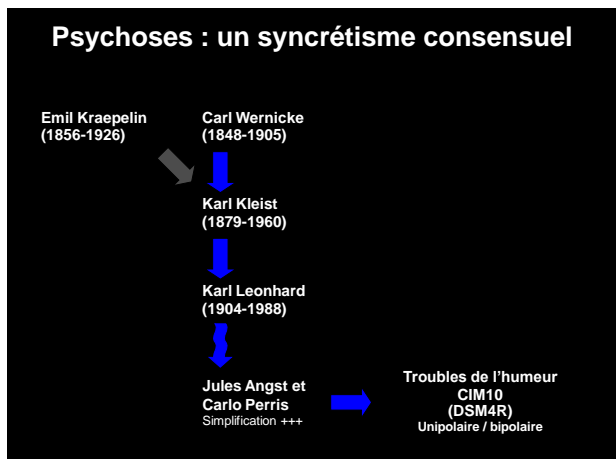 Psychoses : un syncrétisme consensuel
Emil Kraepelin
(1856-1926)
Carl Wernicke
(1848-1905)
Karl Kleist
(1879-1960)
Karl Leonhard
(1904-1988)
Jules Angst et
Carlo Perris
Simplification +++
Troubles de l’humeur
CIM10
(DSM4R)
Unipolaire / bipolaire